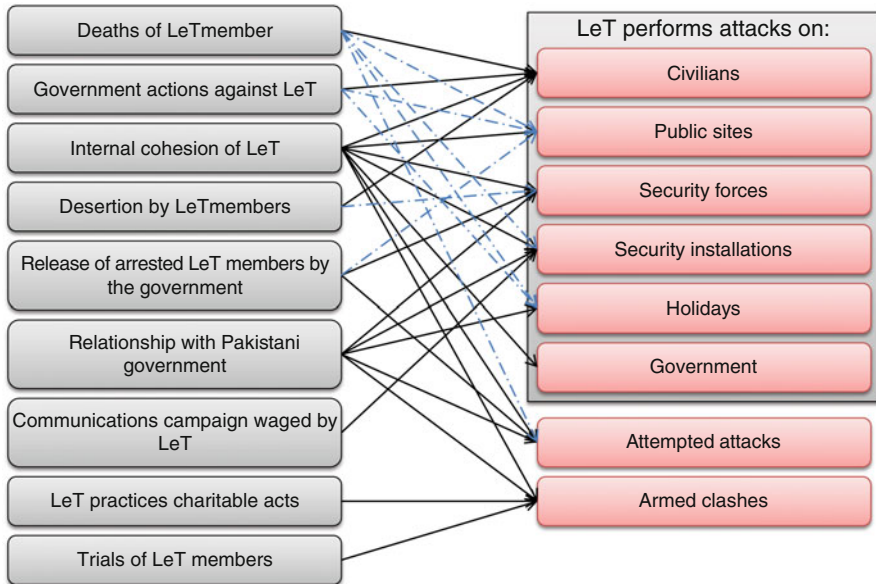 Deaths of LeTmember
Government actions against LeT
Internal cohesion of LeT
Desertion by LeTmembers
Release of arrested LeT members by
the government
Relationship with Pakistani
government
Communications campaign waged by
LeT
LeT practices charitable acts
Trials of LeT members
LeT performs attacks on:
Civilians
Public sites
Security forces
Security installations
Holidays
Government
Attempted attacks
Armed clashes